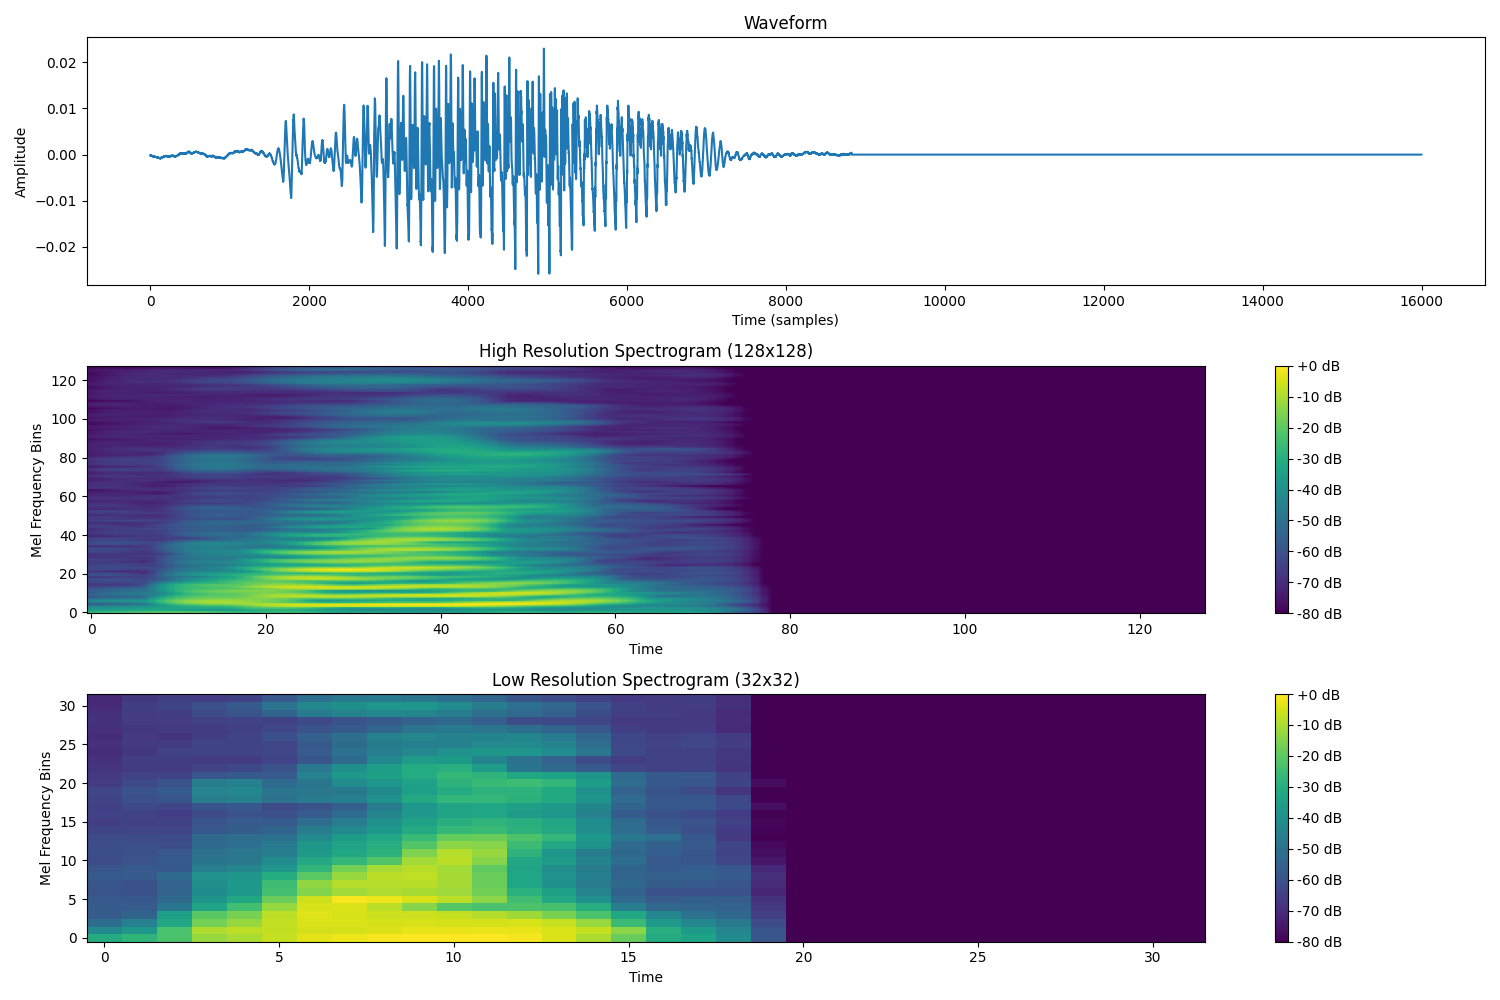 Waveform
0.02
0.01
0.00
−0.01
−0.02
Amplitude
0 2000 4000 6000 8000 10000 12000 14000 16000
Time (samples)
High Resolution Spectrogram (128x128)
120
100
80
60
40
20
0
Mel Frequency Bins
0 20 40 60 80 100 120
Time
+0 dB
-10 dB
-20 dB
-30 dB
-40 dB
-50 dB
-60 dB
-70 dB
-80 dB
Low Resolution Spectrogram (32x32)
30
25
20
15
10
5
0
Mel Frequency Bins
0 5 10 15 20 25 30
Time
+0 dB
-10 dB
-20 dB
-30 dB
-40 dB
-50 dB
-60 dB
-70 dB
-80 dB